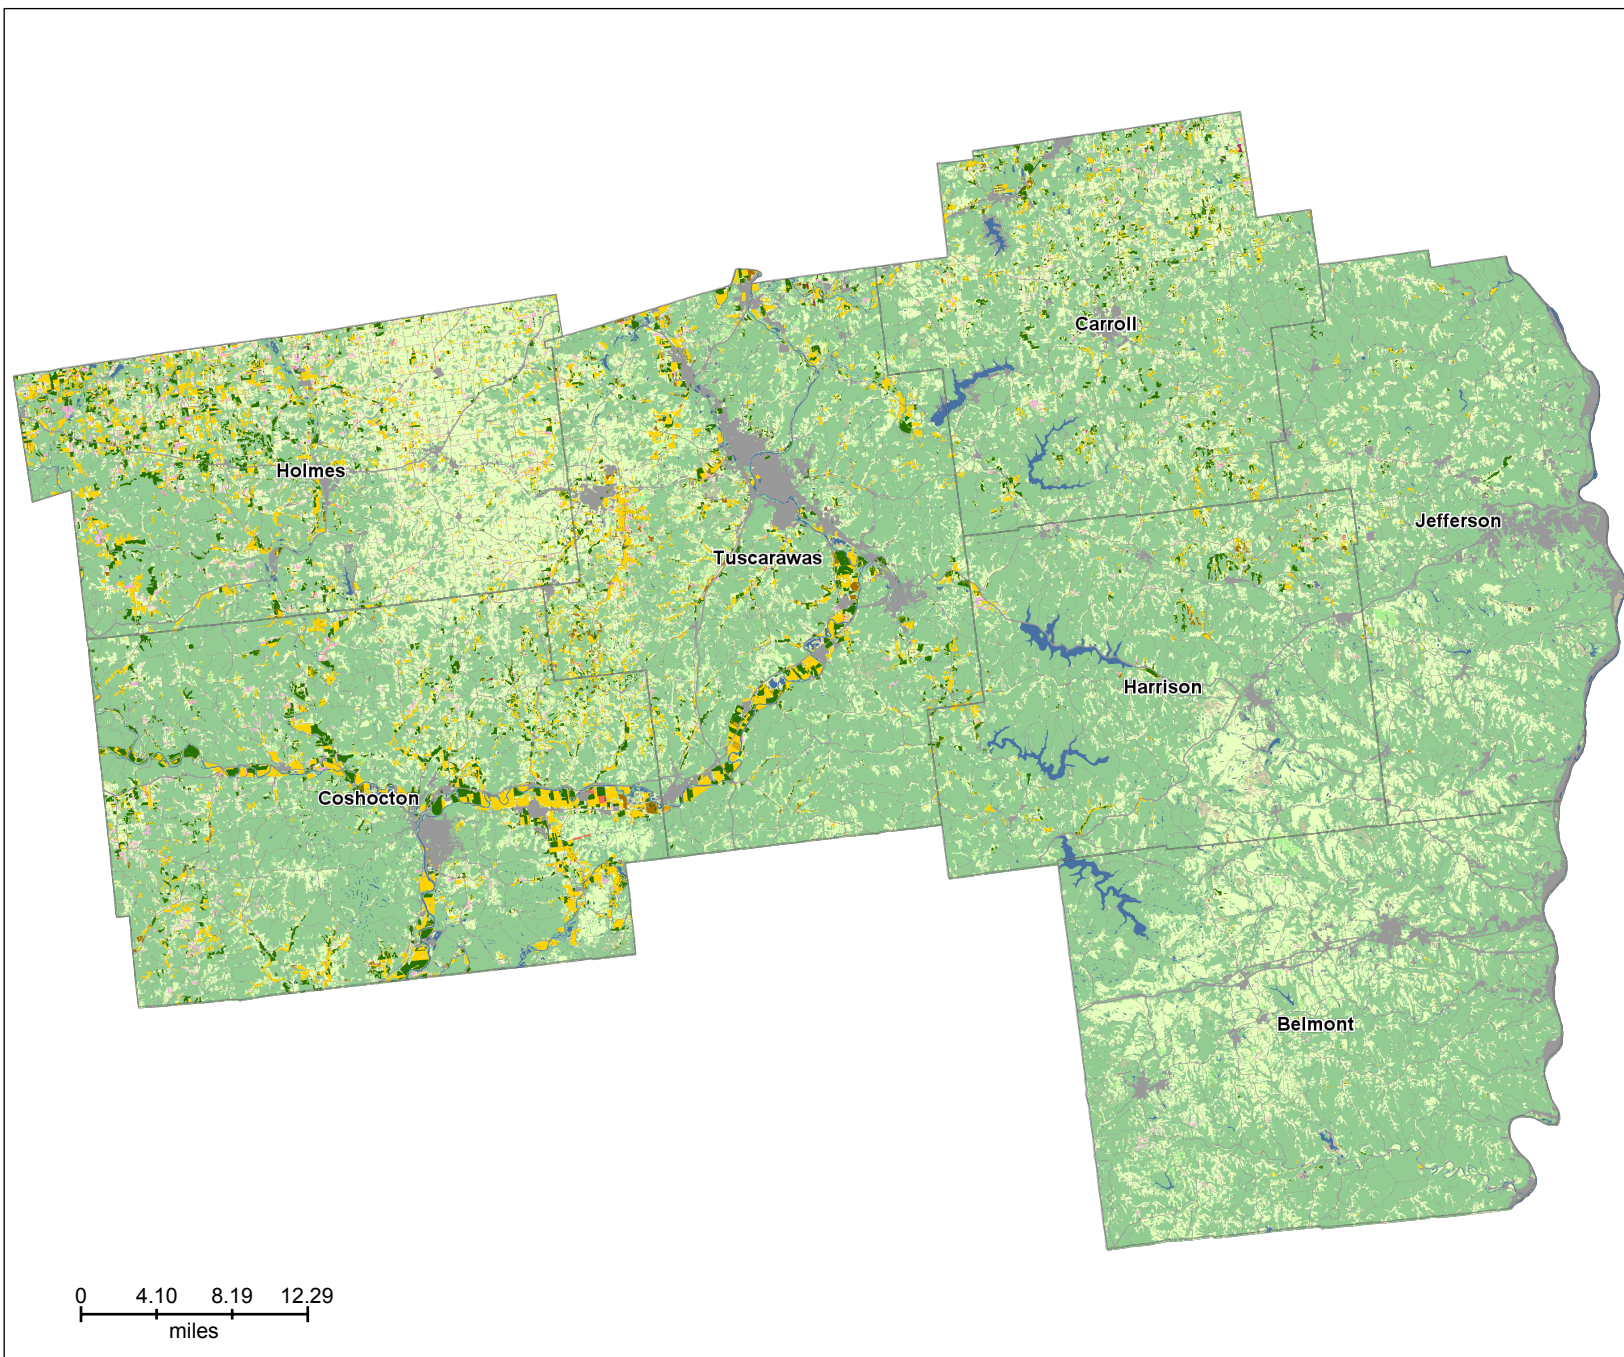 Carroll
Holmes
Jefferson
Tuscarawas
Harrison
Coshocton
Belmont
0 4.10 8.19 12.29
miles